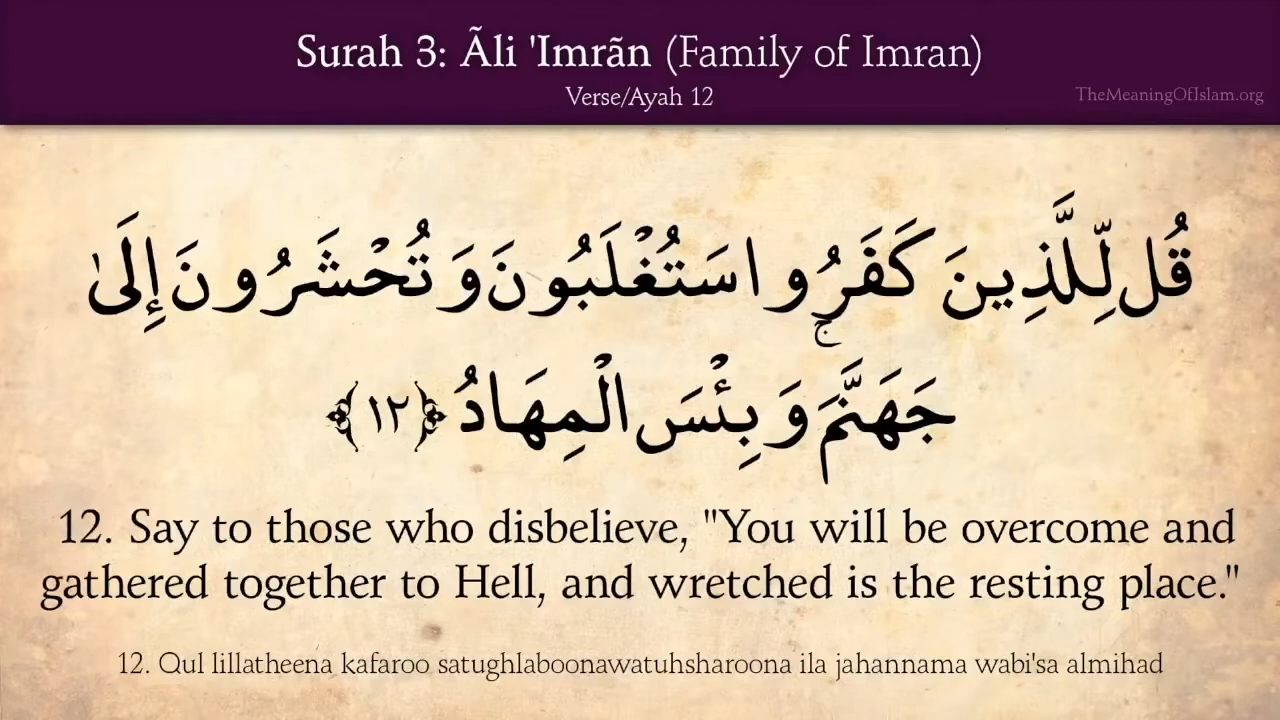 Surah 3: Ãli 'Imrãn (Family of Imran)
Verse/Ayah 12
TheMeaningOfIslam.org
قُل لِّلَّذِينَ كَفَرُوا سَتُغْلَبُونَ وَتُحْشَرُونَ إِلَىٰ
جَهَنَّمَ ۚ وَبِئْسَ الْمِهَادُ ﴿١٢﴾
12. Say to those who disbelieve, "You will be overcome and
gathered together to Hell, and wretched is the resting place."
12. Qul lillatheena kafaroo satughlaboonawatuhsharoona ila jahannama wabi'sa almihad